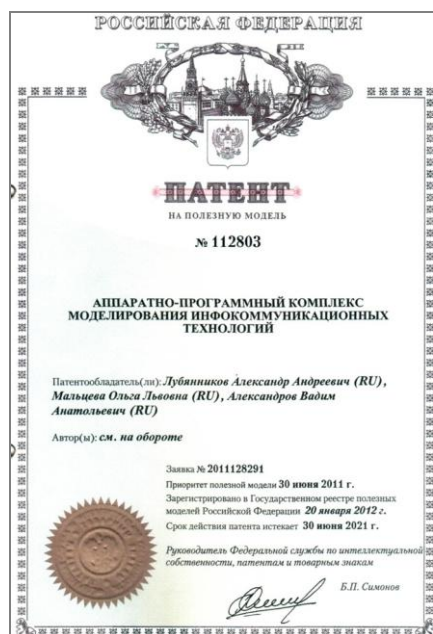 РОССИЙСКАЯ ФЕДЕРАЦИЯ
ПАТЕНТ
НА ПОЛЕЗНУЮ МОДЕЛЬ
№ 112803
АППАРАТНО-ПРОГРАММНЫЙ КОМПЛЕКС
МОДЕЛИРОВАНИЯ ИНФОКОММУНИКАЦИОННЫХ
ТЕХНОЛОГИЙ
Патентообладатель(ли): Лубянников Александр Андреевич (RU),
Мальцева Ольга Львовна (RU), Александров Вадим
Анатольевич (RU)
Автор(ы): см. на обороте
Заявка № 2011128291
Приоритет полезной модели 30 июня 2011 г.
Зарегистрировано в Государственном реестре полезных
моделей Российской Федерации 20 января 2012 г.
Срок действия патента истекает 30 июня 2021 г.
Руководитель Федеральной службы по интеллектуальной
собственности, патентам и товарным знакам
Б.П. Симонов